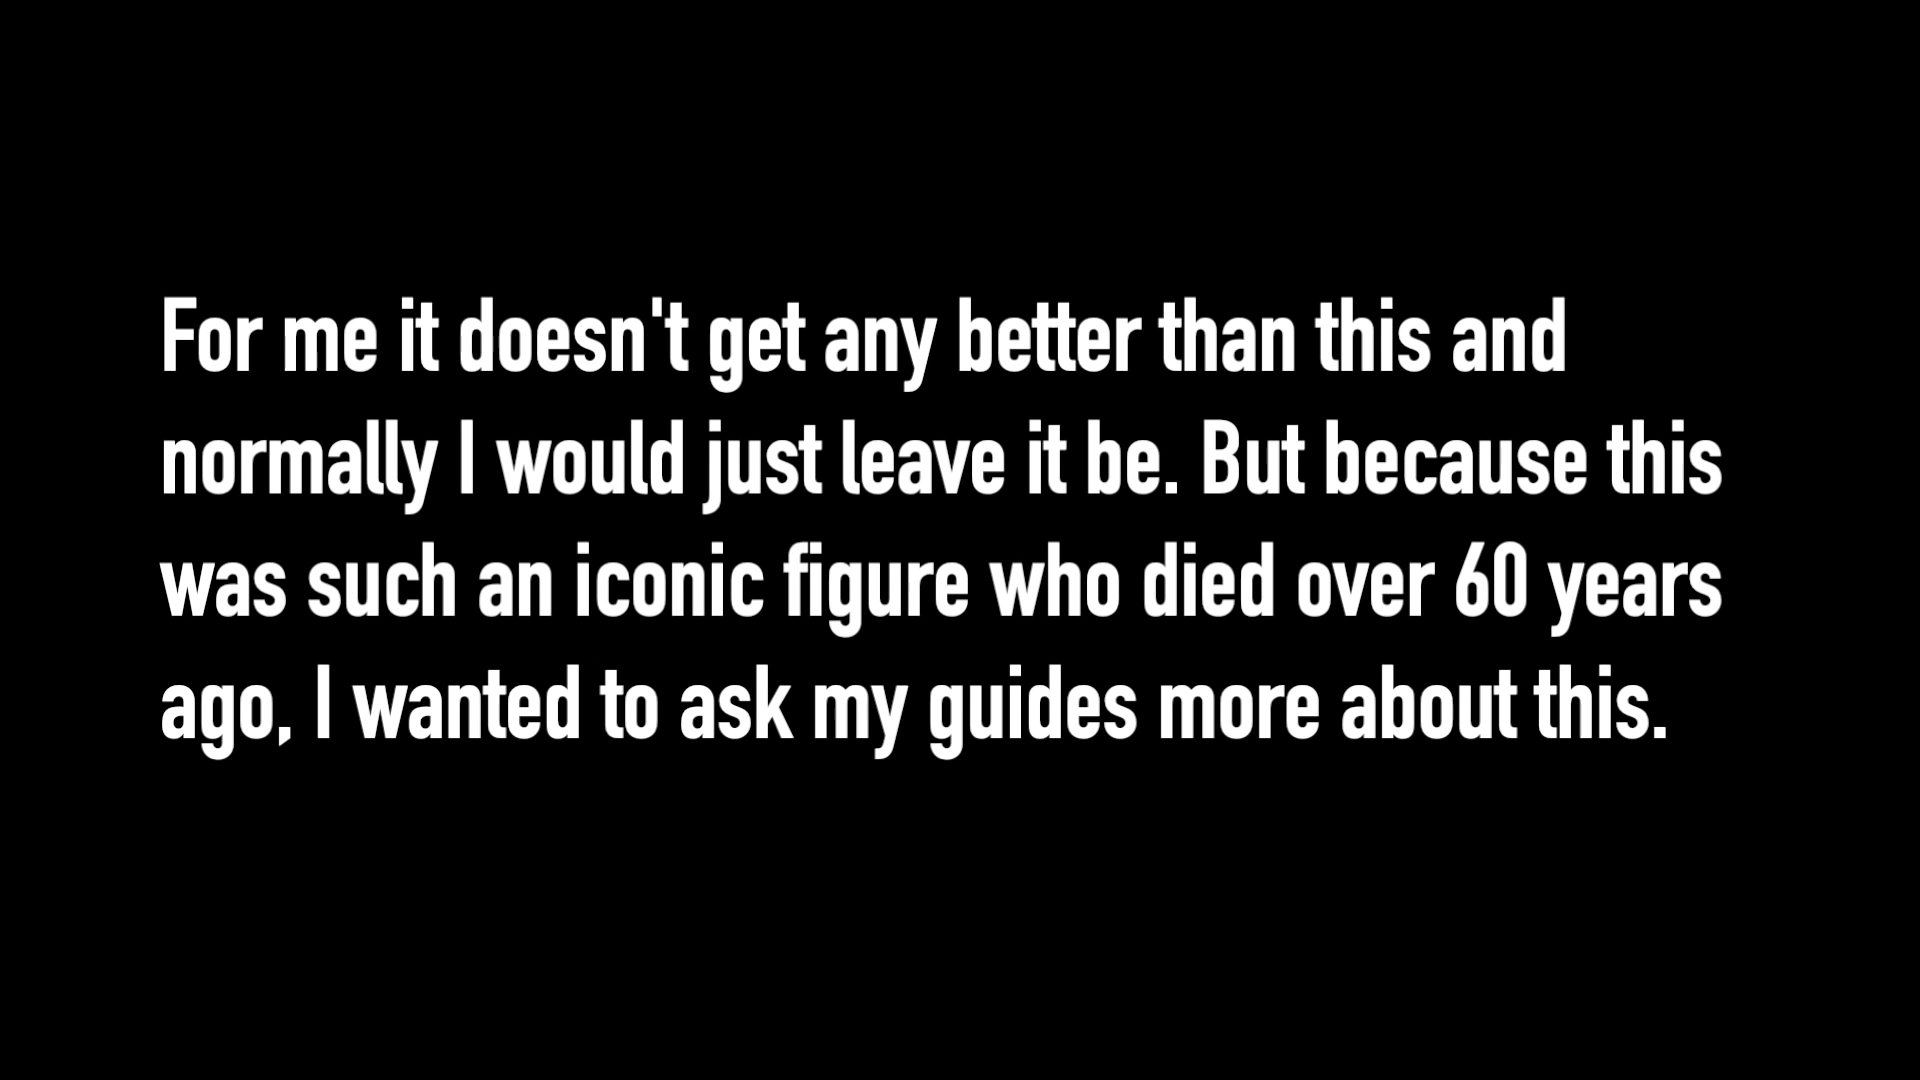 For me it doesn't get any better than this and
normally I would just leave it be. But because this
was such an iconic figure who died over 60 years
ago, I wanted to ask my guides more about this.